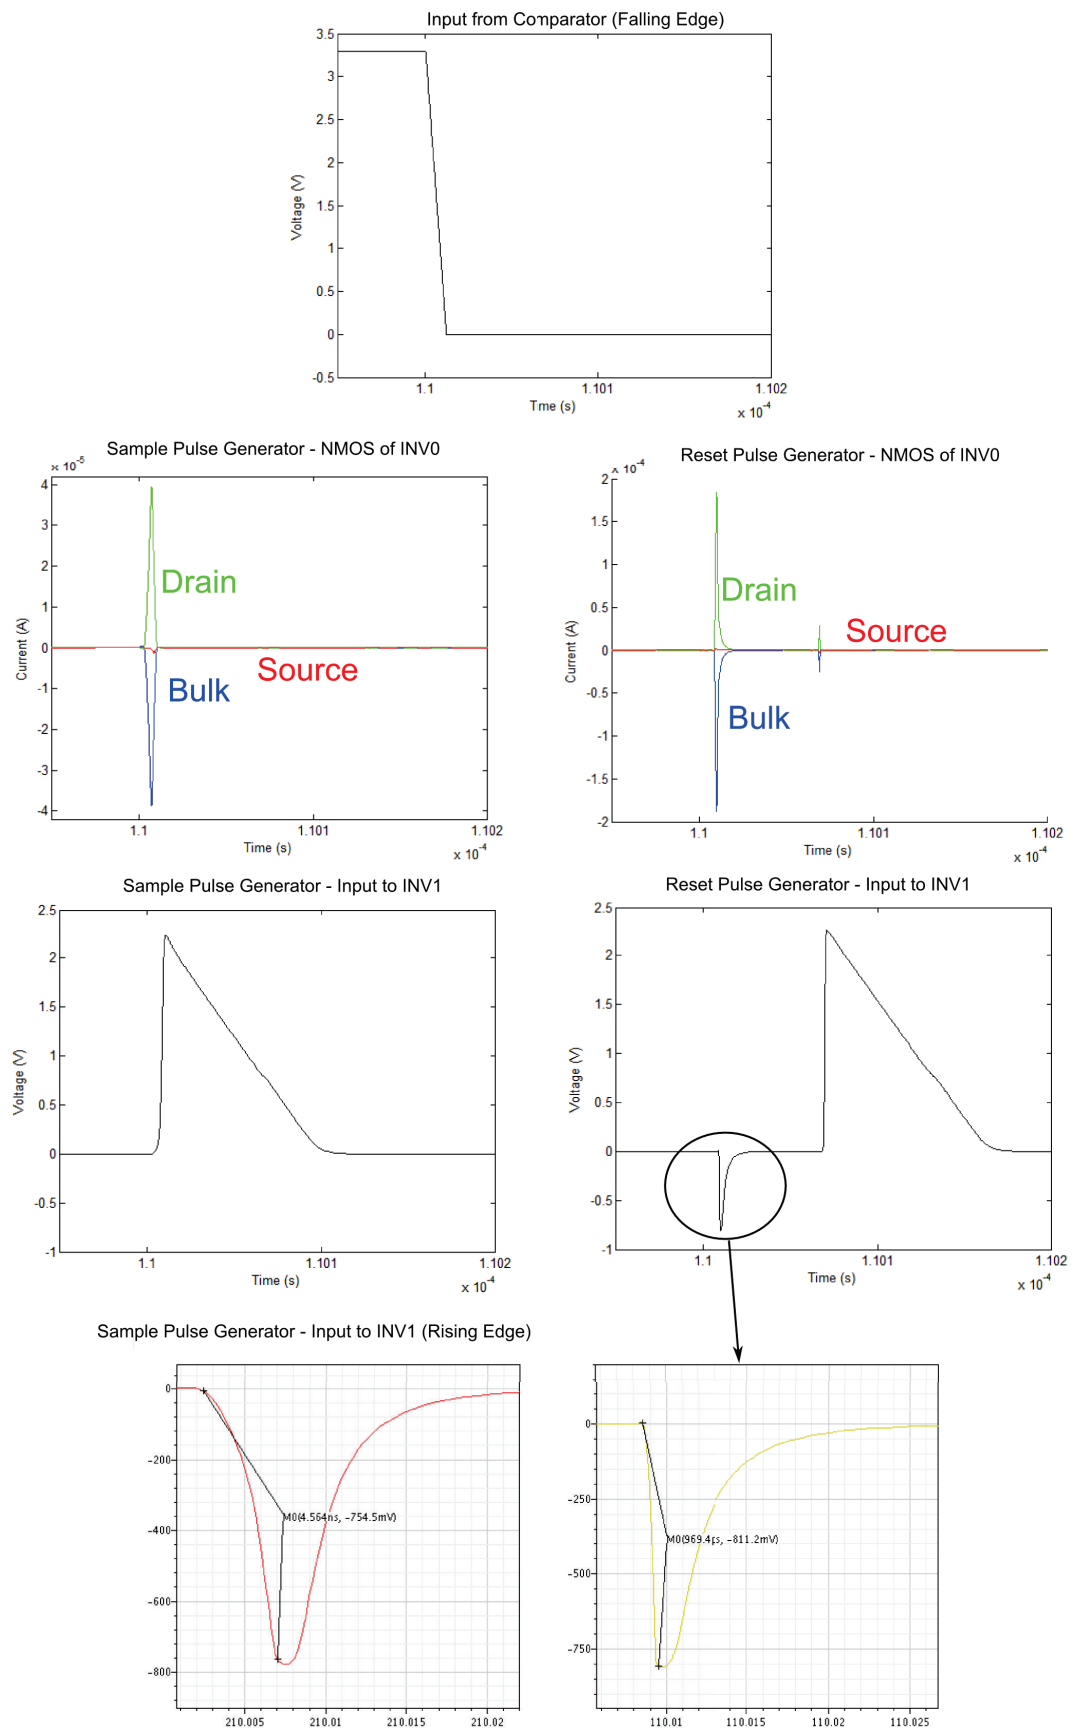 Input from Comparator (Falling Edge)
3.5
3
2.5
2
1.5
1
0.5
0
-0.5
Voltage (V)
1.1
1.101
1.102
Time (s)
x 10-4
Sample Pulse Generator - NMOS of INV0
x 10-5
4
3
2
1
0
-1
-2
-3
-4
Current (A)
Drain
Source
Bulk
1.1
1.101
1.102
Time (s)
x 10-4
Reset Pulse Generator - NMOS of INV0
x 10-4
2
1.5
1
0.5
0
-0.5
-1
-1.5
-2
Current (A)
Drain
Source
Bulk
1.1
1.101
1.102
Time (s)
x 10-4
Sample Pulse Generator - Input to INV1
2.5
2
1.5
1
0.5
0
-0.5
-1
Voltage (V)
1.1
1.101
1.102
Time (s)
x 10-4
Reset Pulse Generator - Input to INV1
2.5
2
1.5
1
0.5
0
-0.5
-1
Voltage (V)
1.1
1.101
1.102
Time (s)
x 10-4
Sample Pulse Generator - Input to INV1 (Rising Edge)
0
-200
-400
-600
-800
M0(4.564ns, -754.5mV)
210.005
210.01
210.015
210.02
0
-250
-500
-750
M0(969.4ps, -811.2mV)
110.01
110.015
110.02
110.025